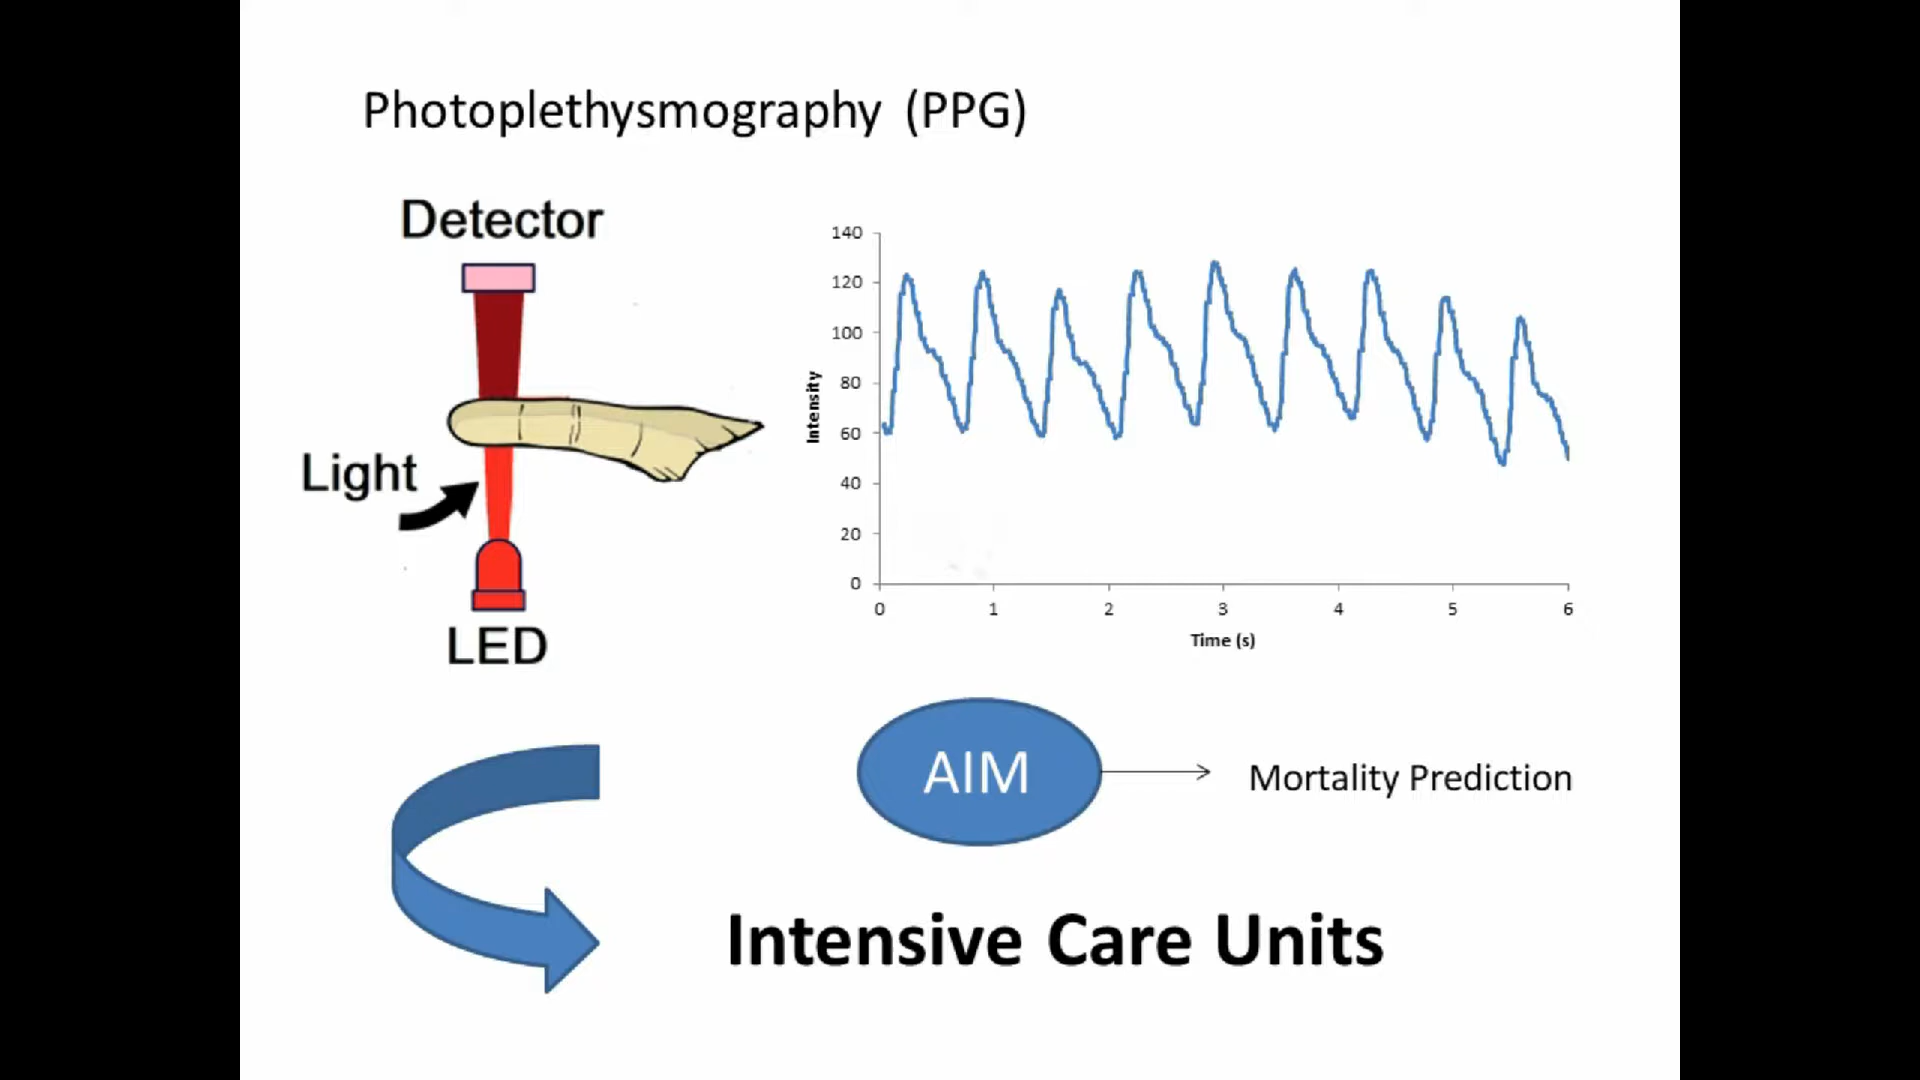 Photoplethysmography (PPG)
Detector
Light
LED
140
120
100
80
60
40
20
0
Intensity
0 1 2 3 4 5 6
Time (s)
AIM
Mortality Prediction
Intensive Care Units